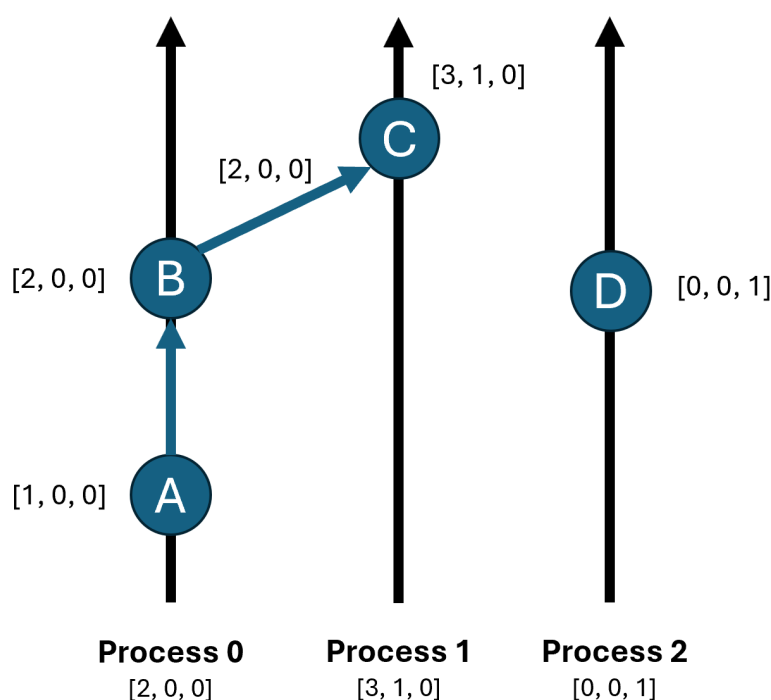 [3, 1, 0]
C
[2, 0, 0]
[2, 0, 0]
B
D
[0, 0, 1]
[1, 0, 0]
A
Process 0
[2, 0, 0]
Process 1
[3, 1, 0]
Process 2
[0, 0, 1]